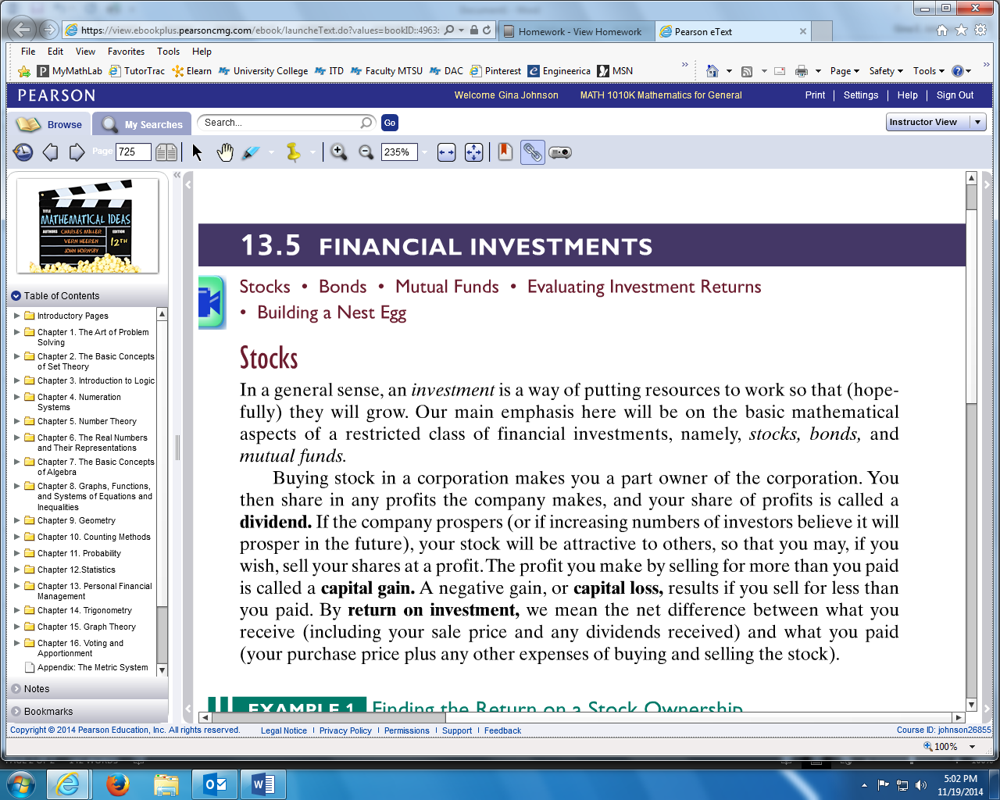 https://view.ebookplus.pearsoncmg.com/ebook/launcheText.do?values=bookID::4963:
Homework - View Homework
Pearson eText
File Edit View Favorites Tools Help
MyMathLab TutorTrac Elearn University College ITD Faculty MTSU DAC Pinterest Engineerica MSN
Page Safety Tools
PEARSON
Welcome Gina Johnson MATH 1010K Mathematics for General
Print Settings Help Sign Out
Browse My Searches Search... Go Instructor View
Page 725 235%
TITLE
MATHEMATICAL IDEAS
AUTHORS CHARLES MILLER EDITION
VERN HEEREN 12TH
JOHN HORNSBY
Table of Contents
Introductory Pages
Chapter 1. The Art of Problem
Solving
Chapter 2. The Basic Concepts
of Set Theory
Chapter 3. Introduction to Logic
Chapter 4. Numeration
Systems
Chapter 5. Number Theory
Chapter 6. The Real Numbers
and Their Representations
Chapter 7. The Basic Concepts
of Algebra
Chapter 8. Graphs, Functions,
and Systems of Equations and
Inequalities
Chapter 9. Geometry
Chapter 10. Counting Methods
Chapter 11. Probability
Chapter 12.Statistics
Chapter 13. Personal Financial
Management
Chapter 14. Trigonometry
Chapter 15. Graph Theory
Chapter 16. Voting and
Apportionment
Appendix: The Metric System
Notes
Bookmarks
13.5 FINANCIAL INVESTMENTS
Stocks • Bonds • Mutual Funds • Evaluating Investment Returns
• Building a Nest Egg
Stocks
In a general sense, an investment is a way of putting resources to work so that (hope-
fully) they will grow. Our main emphasis here will be on the basic mathematical
aspects of a restricted class of financial investments, namely, stocks, bonds, and
mutual funds.
Buying stock in a corporation makes you a part owner of the corporation. You
then share in any profits the company makes, and your share of profits is called a
dividend. If the company prospers (or if increasing numbers of investors believe it will
prosper in the future), your stock will be attractive to others, so that you may, if you
wish, sell your shares at a profit. The profit you make by selling for more than you paid
is called a capital gain. A negative gain, or capital loss, results if you sell for less than
you paid. By return on investment, we mean the net difference between what you
receive (including your sale price and any dividends received) and what you paid
(your purchase price plus any other expenses of buying and selling the stock).
EXAMPLE 1 Finding the Return on a Stock Ownership
Copyright © 2014 Pearson Education, Inc. All rights reserved. Legal Notice | Privacy Policy | Permissions | Support | Feedback
Course ID: johnson26855
100%
5:02 PM
11/19/2014